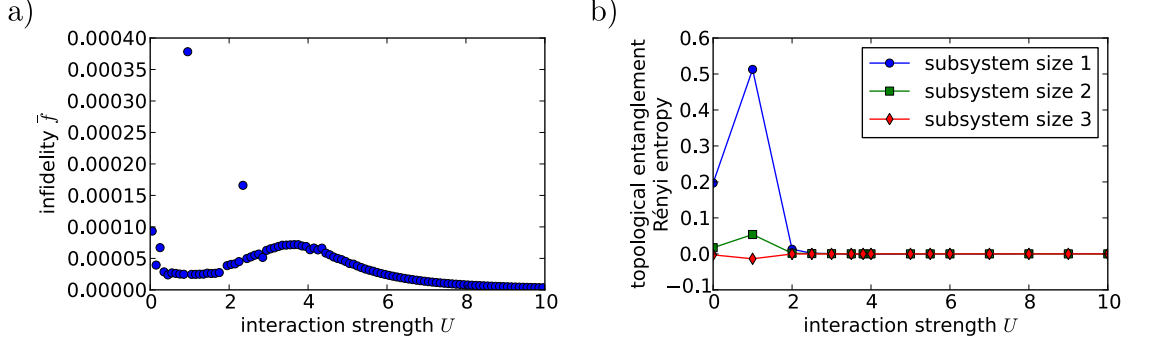 a)
0.00040
0.00035
0.00030
0.00025
0.00020
0.00015
0.00010
0.00005
0.00000
infidelity f̄
0 2 4 6 8 10
interaction strength U
b)
0.6
0.5
0.4
0.3
0.2
0.1
0.0
−0.1
topological entanglement
Rényi entropy
subsystem size 1
subsystem size 2
subsystem size 3
0 2 4 6 8 10
interaction strength U